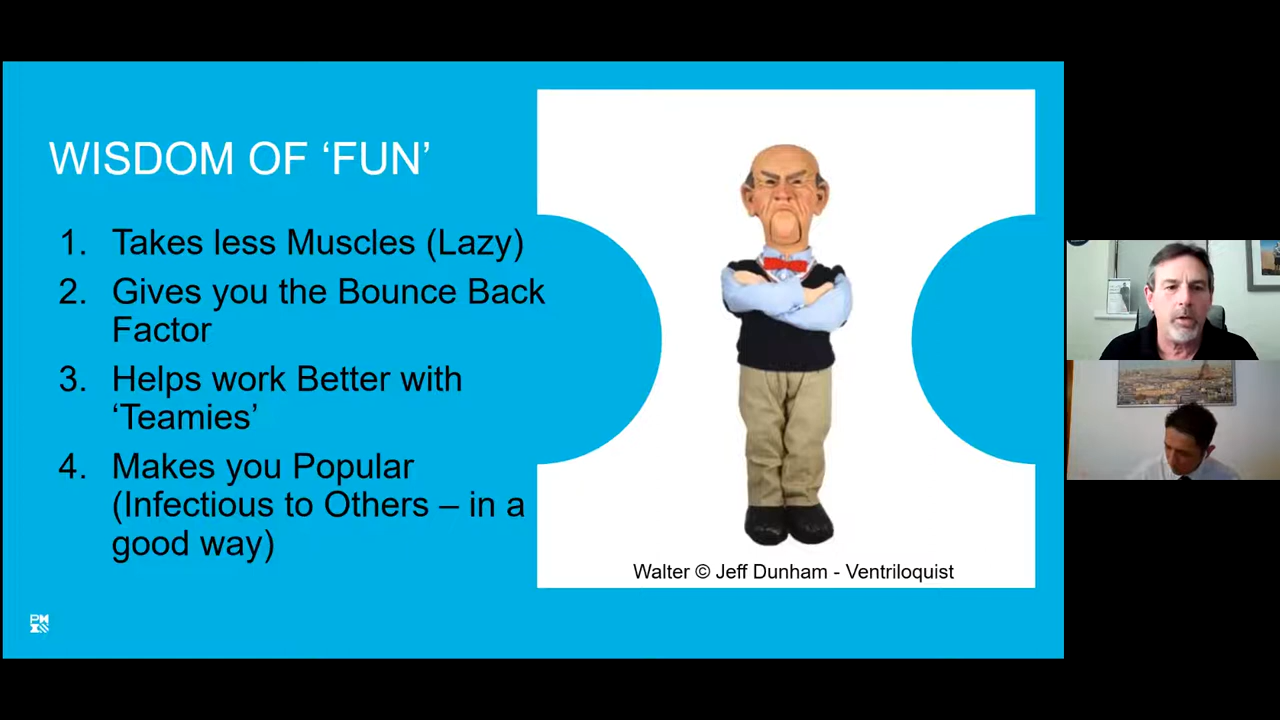 WISDOM OF ‘FUN’
1. Takes less Muscles (Lazy)
2. Gives you the Bounce Back
Factor
3. Helps work Better with
‘Teamies’
4. Makes you Popular
(Infectious to Others – in a
good way)
Walter © Jeff Dunham - Ventriloquist